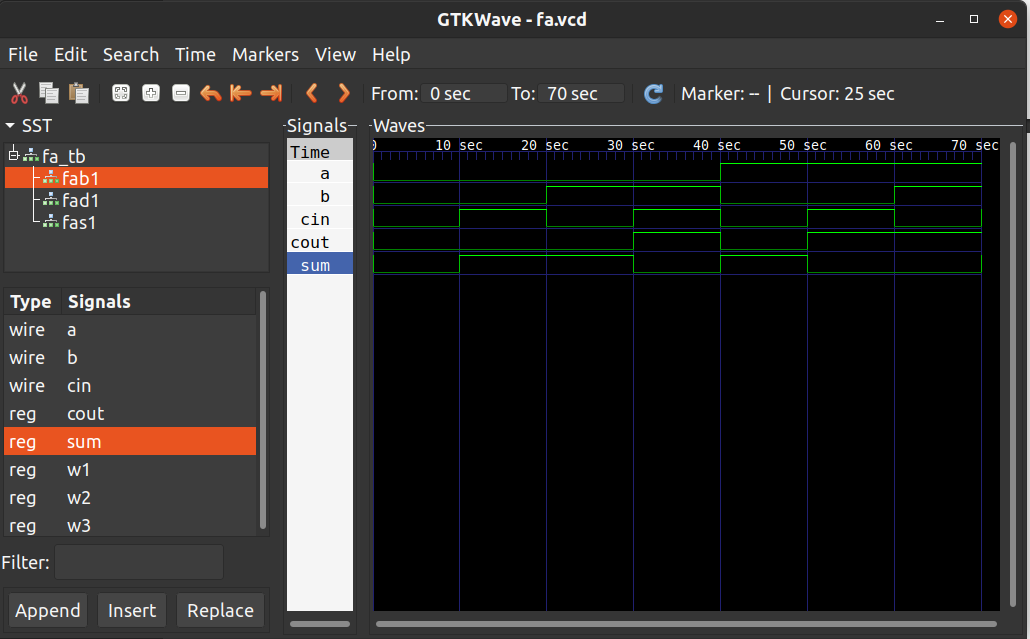 GTKWave - fa.vcd
File Edit Search Time Markers View Help
From: 0 sec To: 70 sec Marker: -- | Cursor: 25 sec
SST
fa_tb
fab1
fad1
fas1
Type Signals
wire a
wire b
wire cin
reg cout
reg sum
reg w1
reg w2
reg w3
Filter:
Append Insert Replace
Signals
Time
a
b
cin
cout
sum
Waves
0 10 sec 20 sec 30 sec 40 sec 50 sec 60 sec 70 sec